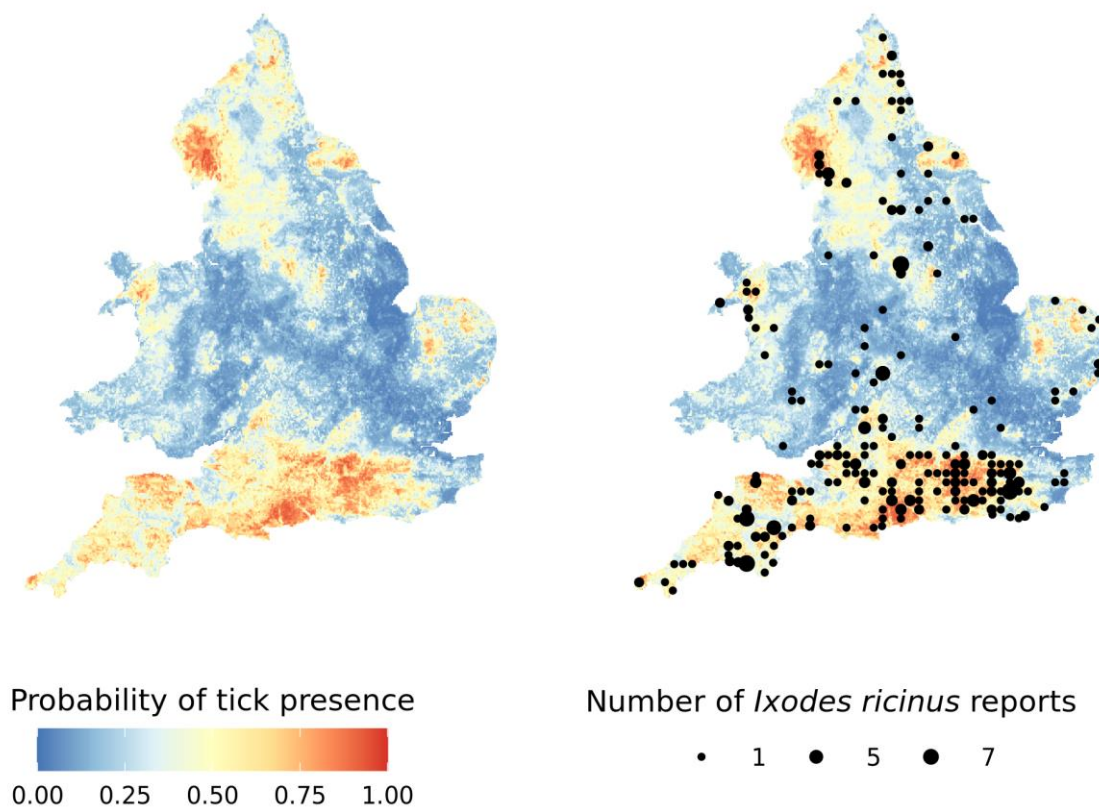 Probability of tick presence
0.00 0.25 0.50 0.75 1.00
Number of Ixodes ricinus reports
1 5 7